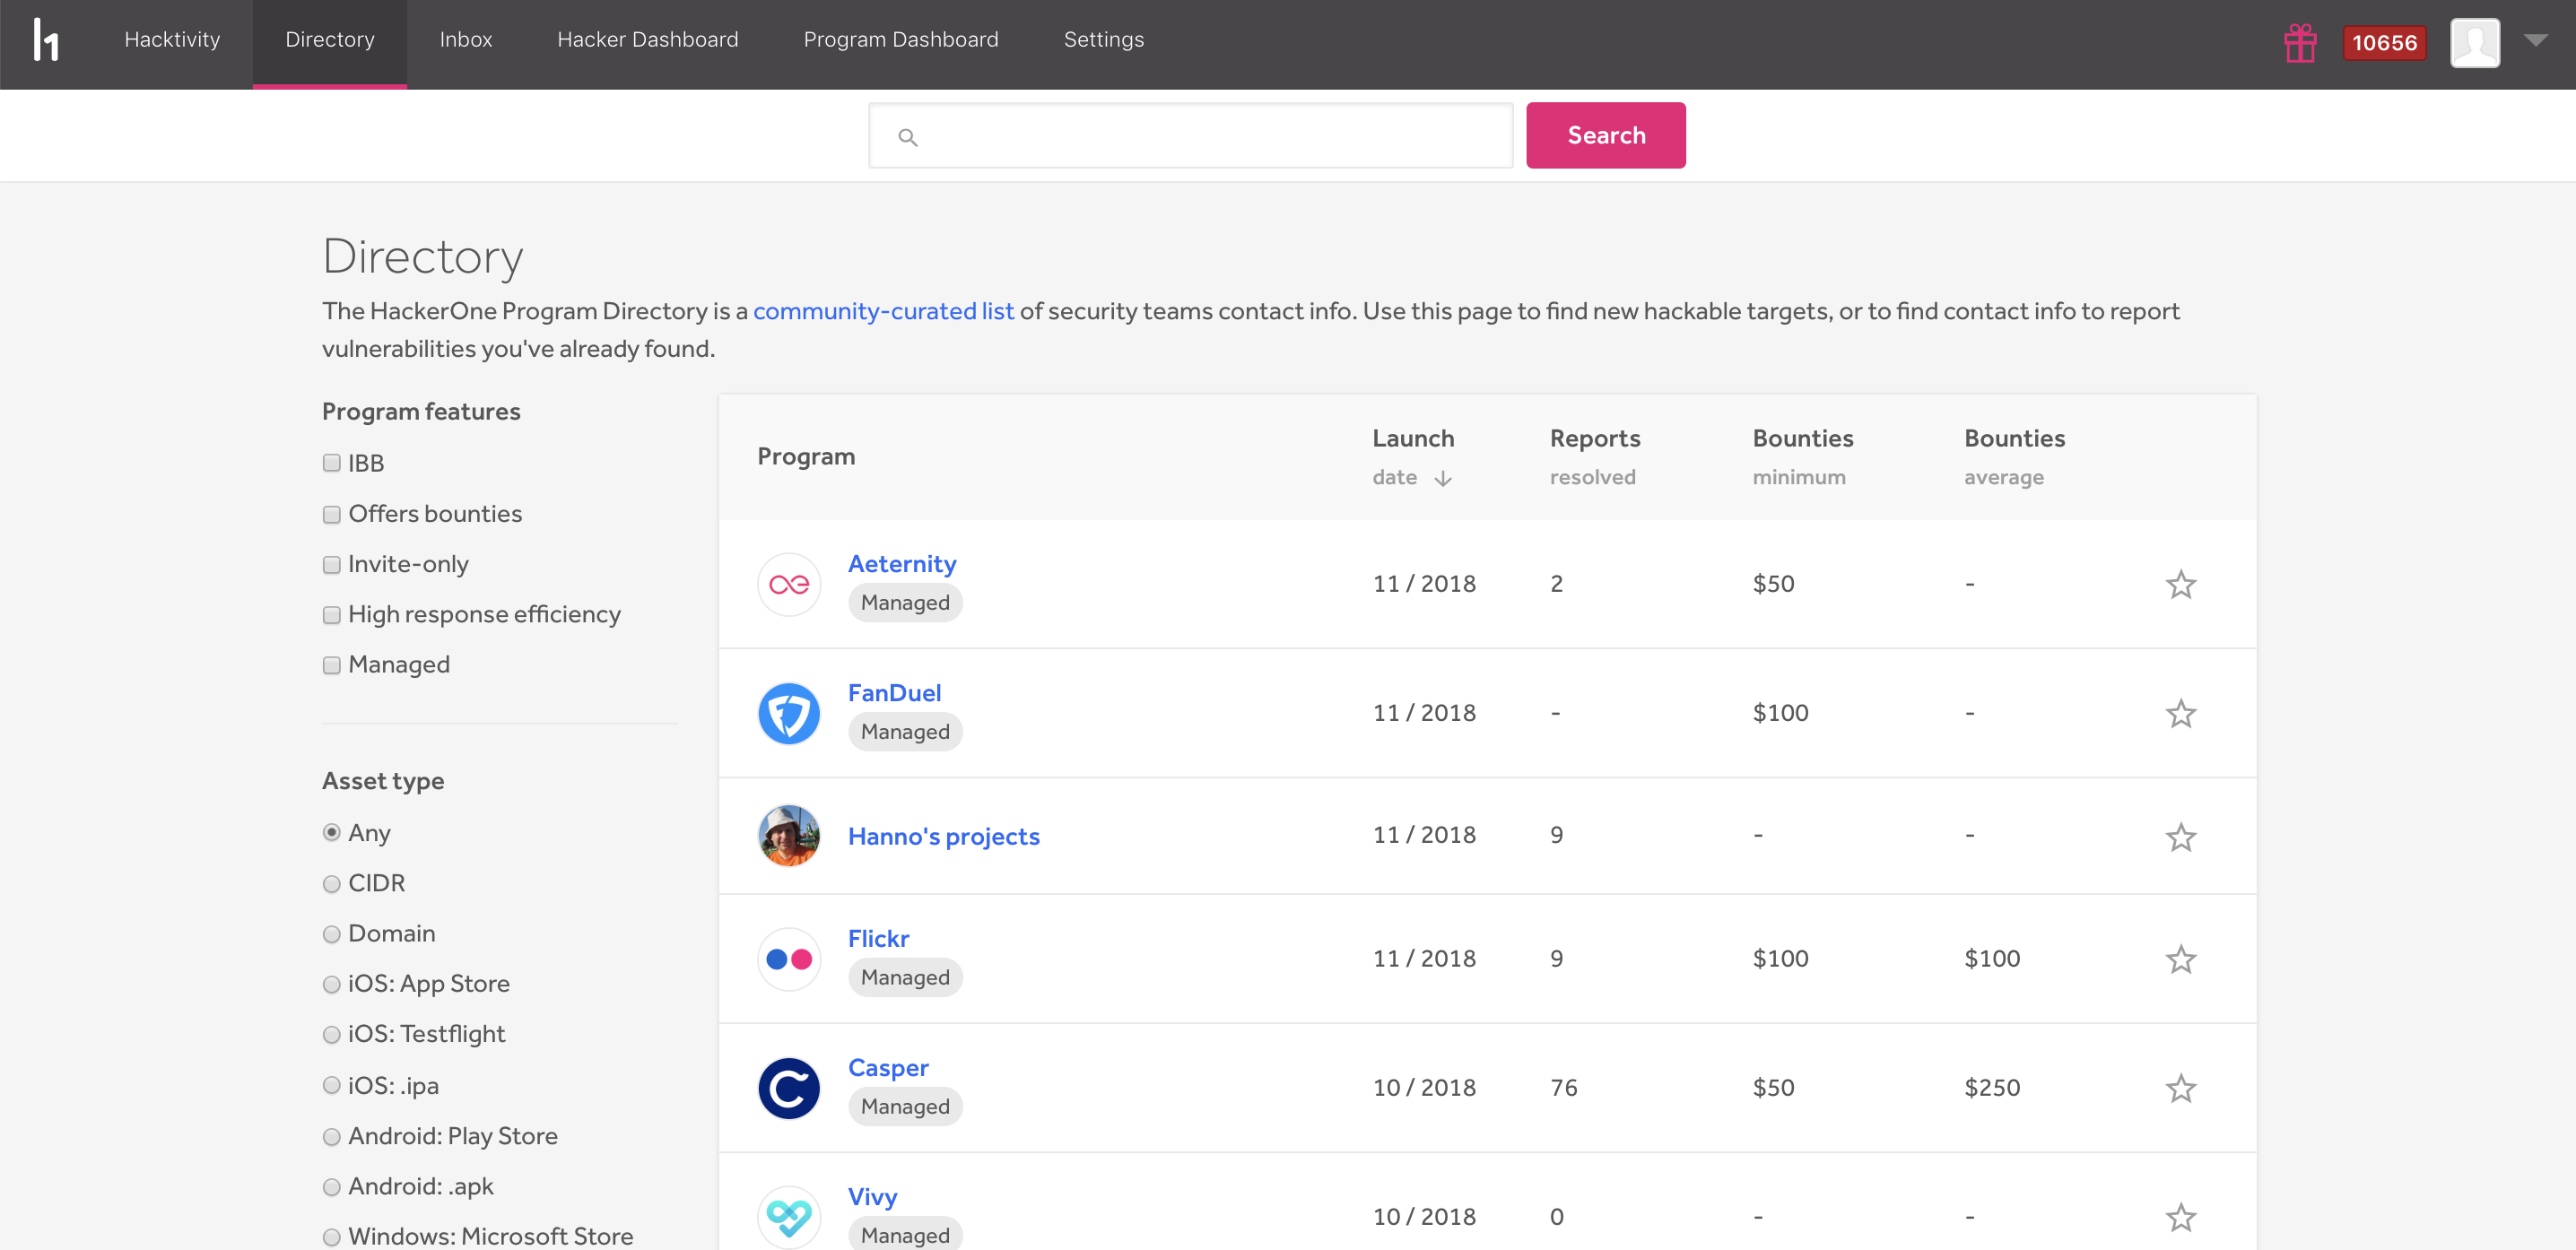 h1
Hacktivity
Directory
Inbox
Hacker Dashboard
Program Dashboard
Settings
10656
Search
Directory
The HackerOne Program Directory is a community-curated list of security teams contact info. Use this page to find new hackable targets, or to find contact info to report
vulnerabilities you've already found.
Program features
IBB
Offers bounties
Invite-only
High response efficiency
Managed
Asset type
Any
CIDR
Domain
iOS: App Store
iOS: Testflight
iOS: .ipa
Android: Play Store
Android: .apk
Windows: Microsoft Store
Program
Launch
date
Reports
resolved
Bounties
minimum
Bounties
average
Aeternity
Managed
11 / 2018
2
$50
-
FanDuel
Managed
11 / 2018
-
$100
-
Hanno's projects
11 / 2018
9
-
-
Flickr
Managed
11 / 2018
9
$100
$100
Casper
Managed
10 / 2018
76
$50
$250
Vivy
Managed
10 / 2018
0
-
-